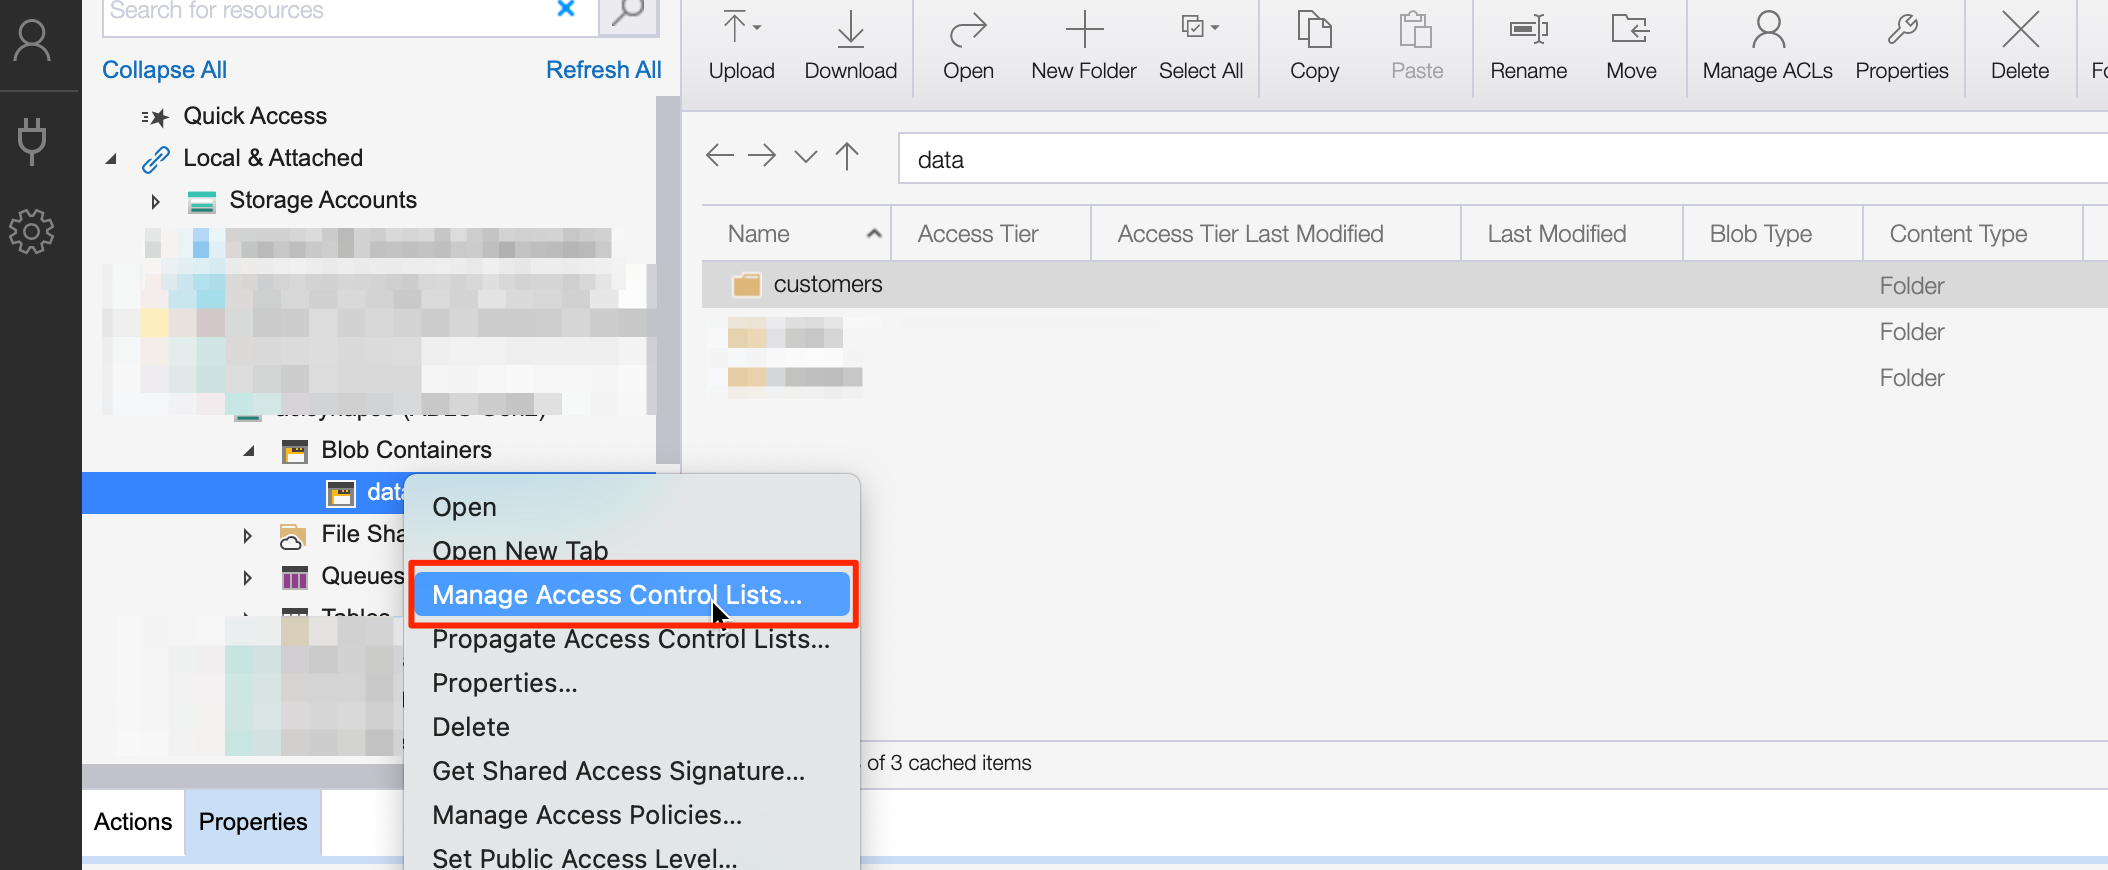 Search for resources
Collapse All
Refresh All
Quick Access
Local & Attached
Storage Accounts
Blob Containers
data
File Sha
Queues
Tables
Actions
Properties
Open
Open New Tab
Manage Access Control Lists...
Propagate Access Control Lists...
Properties...
Delete
Get Shared Access Signature...
Manage Access Policies...
Set Public Access Level...
Upload
Download
Open
New Folder
Select All
Copy
Paste
Rename
Move
Manage ACLs
Properties
Delete
data
Name
Access Tier
Access Tier Last Modified
Last Modified
Blob Type
Content Type
customers
Folder
Folder
Folder
of 3 cached items